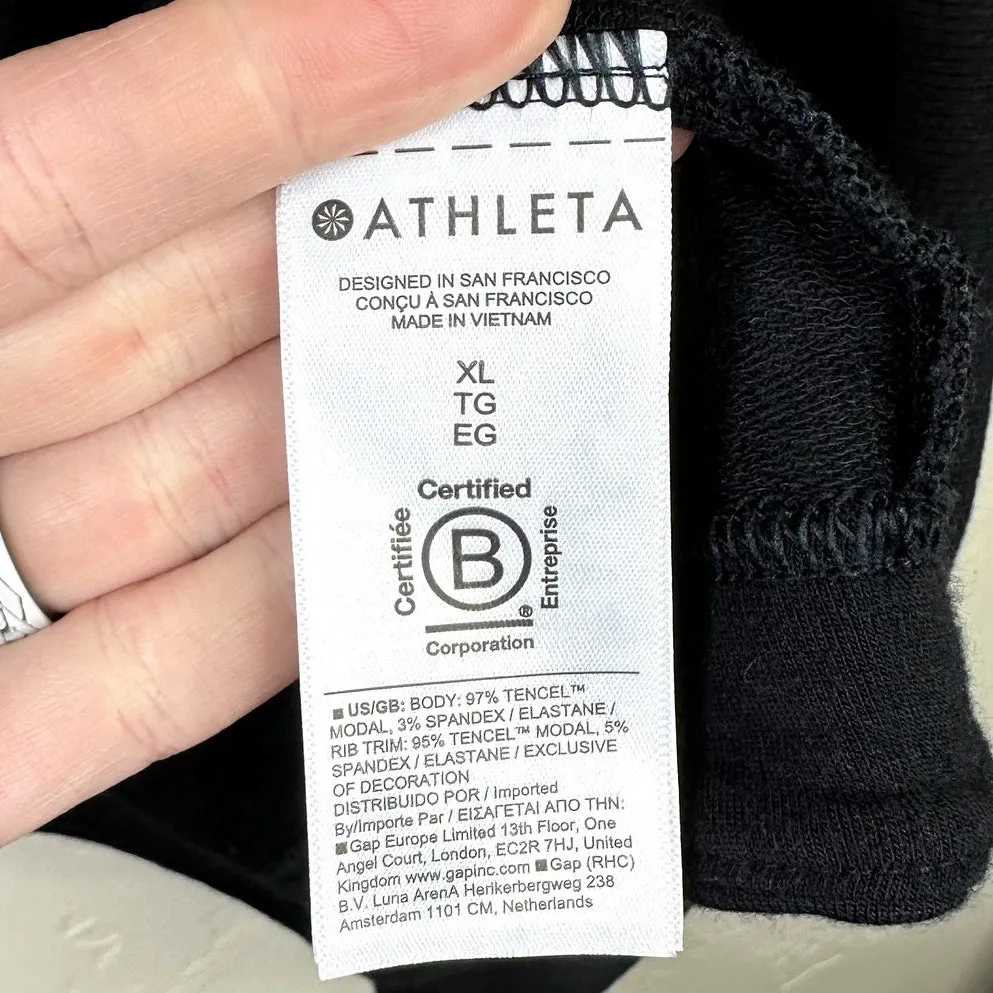 ATHLETA
DESIGNED IN SAN FRANCISCO
CONÇU À SAN FRANCISCO
MADE IN VIETNAM
XL
TG
EG
Certified
Certifiée
B
Entreprise
®
Corporation
US/GB: BODY: 97% TENCEL™
MODAL, 3% SPANDEX / ELASTANE /
RIB TRIM: 95% TENCEL™ MODAL, 5%
SPANDEX / ELASTANE / EXCLUSIVE
OF DECORATION
DISTRIBUIDO POR / Imported
By/Importe Par / ΕΙΣΑΓΕΤΑΙ ΑΠΟ ΤΗΝ:
Gap Europe Limited 13th Floor, One
Angel Court, London, EC2R 7HJ, United
Kingdom www.gapinc.com Gap (RHC)
B.V. Luna ArenA Herikerbergweg 238
Amsterdam 1101 CM, Netherlands